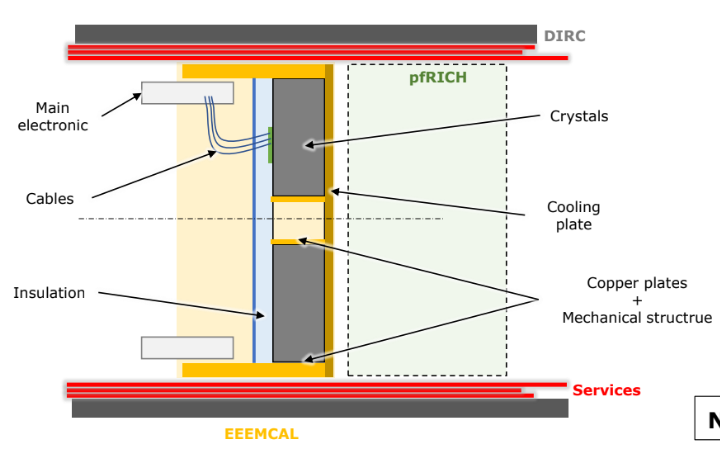 DIRC
pfRICH
Main
electronic
Crystals
Cables
Cooling
plate
Insulation
Copper plates
+
Mechanical structrue
Services
N
EEEMCAL